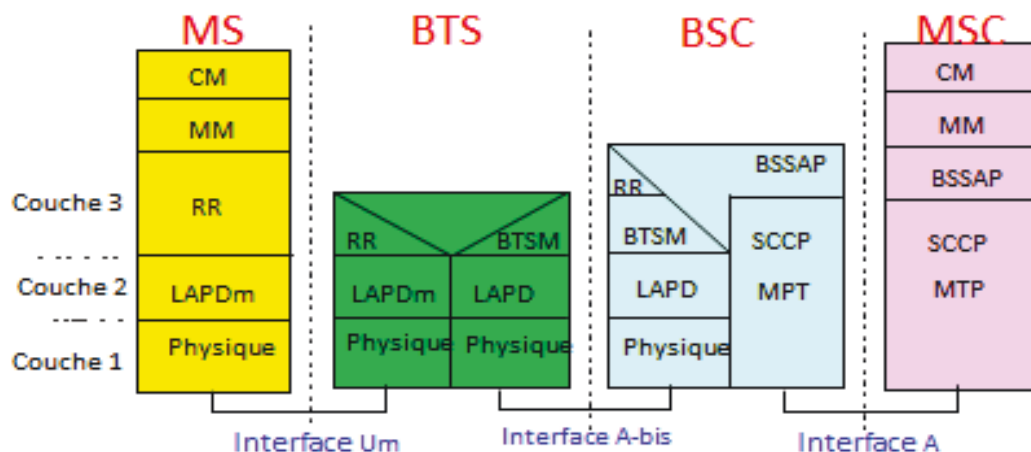 MS BTS BSC MSC
CM CM
MM MM
BSSAP
RR BSSAP
Couche 3 RR
RR BTSM BTSM SCCP SCCP
Couche 2 LAPDm LAPDm LAPD LAPD MPT MTP
Couche 1 Physique Physique Physique Physique
Interface Um Interface A-bis Interface A